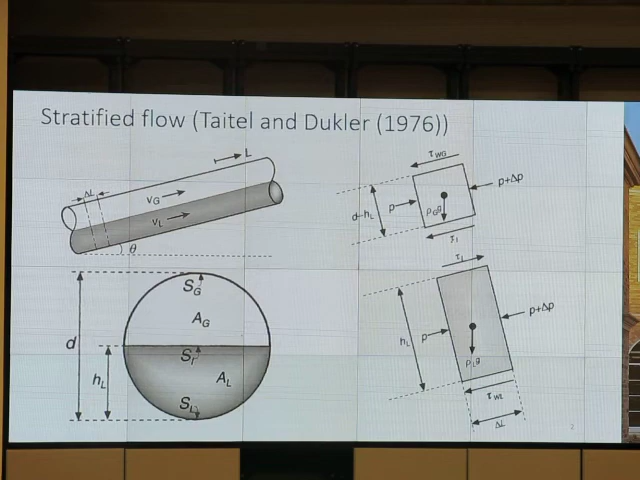 Stratified flow (Taitel and Dukler (1976))
L
ΔL
v_G
v_L
θ
d
h_L
S_G
A_G
S_I
A_L
S_L
τ_WG
p+Δp
p
d-h_L
ρ_G g
τ_I
τ_I
p+Δp
p
h_L
ρ_L g
τ_WL
ΔL
2